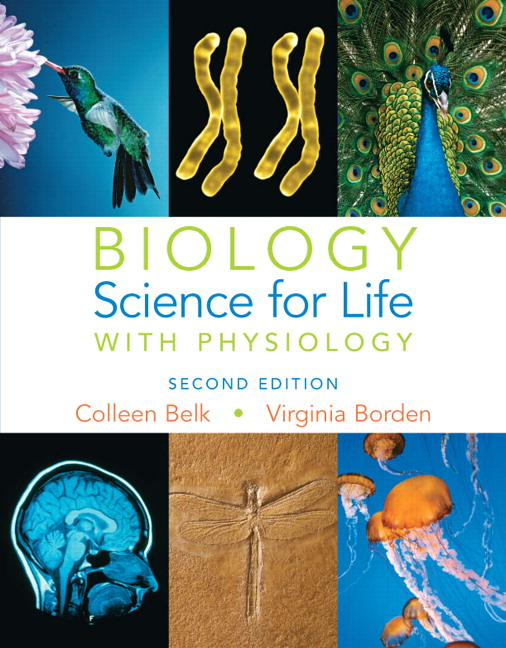 BIOLOGY
Science for Life
WITH PHYSIOLOGY
SECOND EDITION
Colleen Belk • Virginia Borden
F